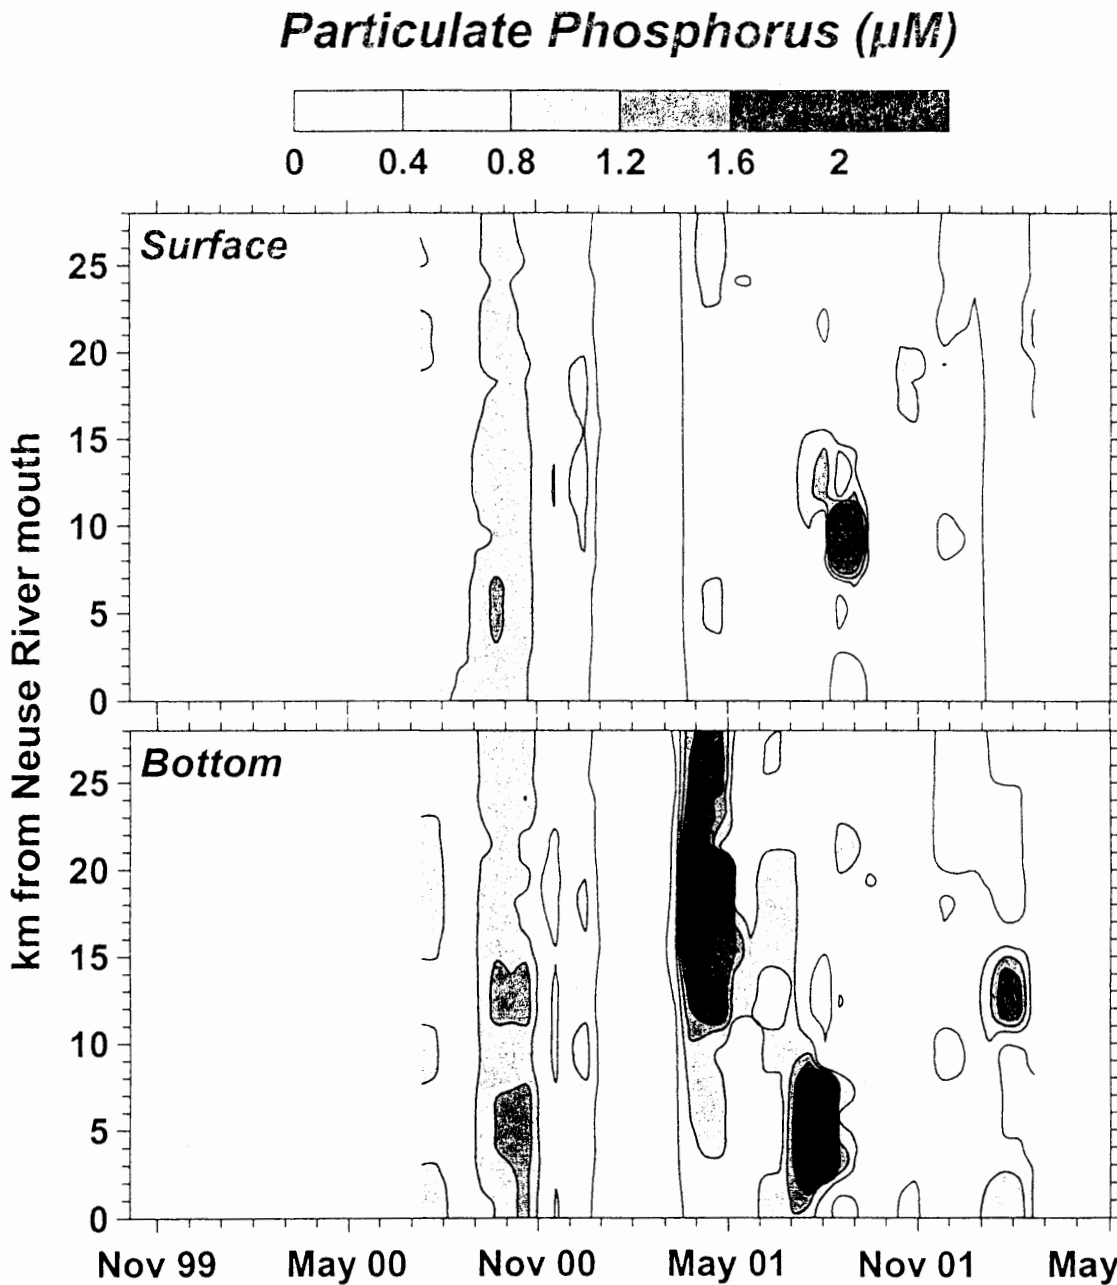 Particulate Phosphorus (µM)
0 0.4 0.8 1.2 1.6 2
Surface
25
20
15
10
5
0
km from Neuse River mouth
Bottom
25
20
15
10
5
0
Nov 99 May 00 Nov 00 May 01 Nov 01 May